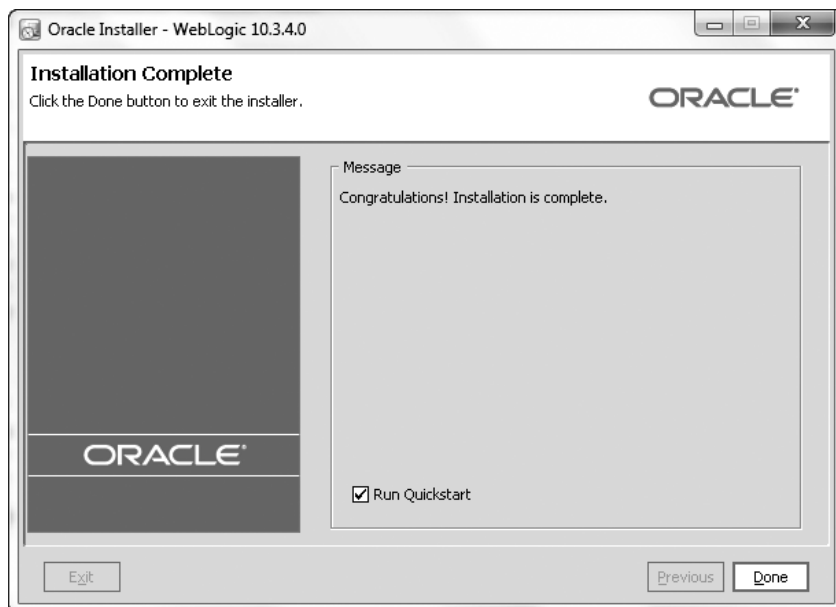 Oracle Installer - WebLogic 10.3.4.0
Installation Complete
Click the Done button to exit the installer.
ORACLE
Message
Congratulations! Installation is complete.
ORACLE
Run Quickstart
Exit
Previous
Done